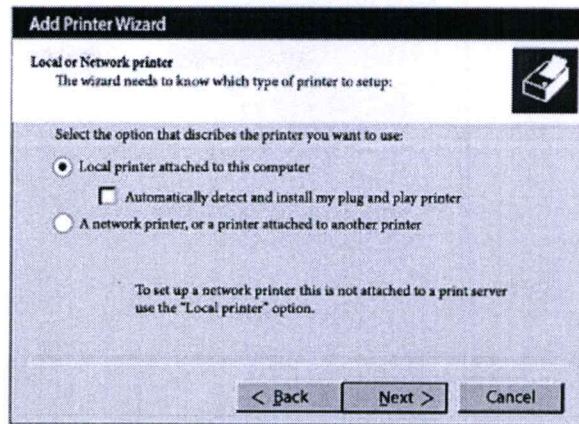 Add Printer Wizard
Local or Network printer
The wizard needs to know which type of printer to setup:
Select the option that discribes the printer you want to use:
Local printer attached to this computer
Automatically detect and install my plug and play printer
A network printer, or a printer attached to another printer
To set up a network printer this is not attached to a print server
use the "Local printer" option.
< Back Next > Cancel